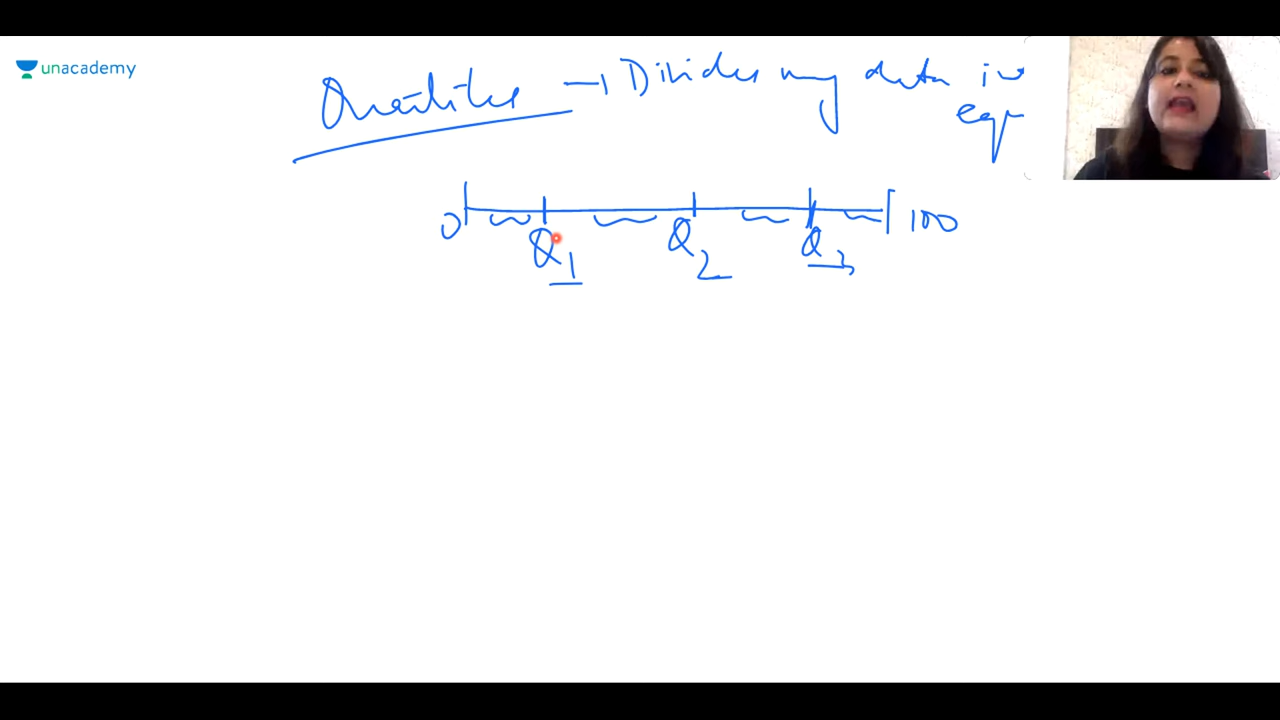 unacademy
Quartiles → Divides my data in
equ
0 Q1 Q2 Q3 100